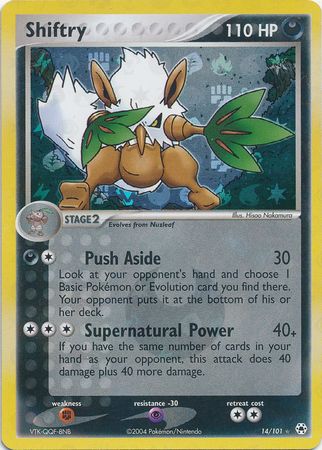 Shiftry 110 HP
Illus. Hisao Nakamura
STAGE2
Evolves from Nuzleaf
Push Aside 30
Look at your opponent's hand and choose 1
Basic Pokémon or Evolution card you find there.
Your opponent puts it at the bottom of his or
her deck.
Supernatural Power 40+
If you have the same number of cards in your
hand as your opponent, this attack does 40
damage plus 40 more damage.
weakness resistance -30 retreat cost
VTK-QQF-8NB ©2004 Pokémon/Nintendo 14/101 ★